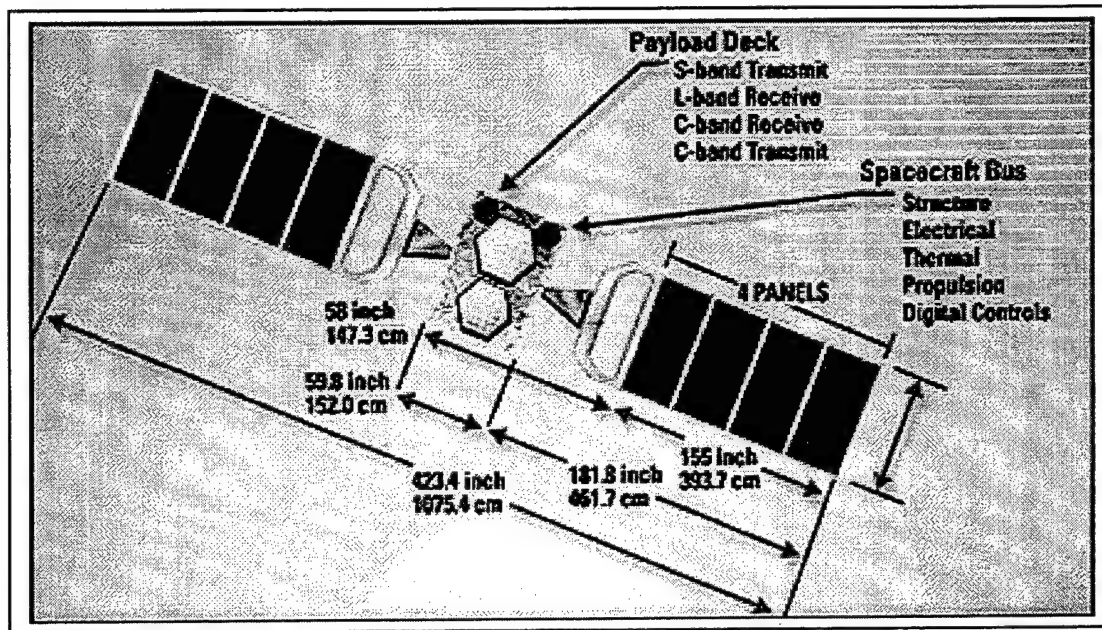 Payload Deck
S-band Transmit
L-band Receive
C-band Receive
C-band Transmit
Spacecraft Bus
Structure
Electrical
Thermal
Propulsion
Digital Controls
4 PANELS
58 inch
147.3 cm
59.8 inch
152.0 cm
155 inch
393.7 cm
181.8 inch
461.7 cm
423.4 inch
1075.4 cm